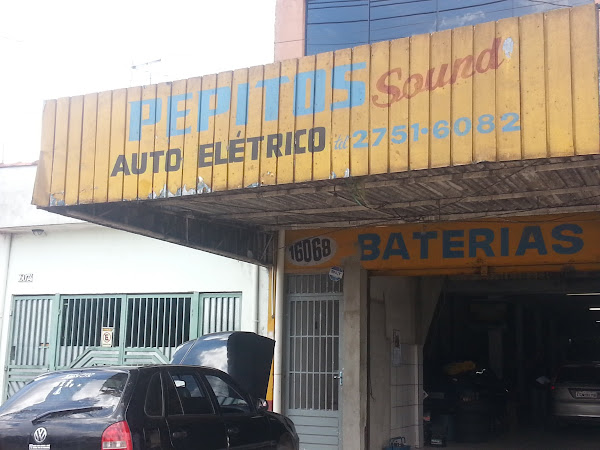 PEPITOS Sound
AUTO ELÉTRICO 2751-6082
16068 BATERIAS